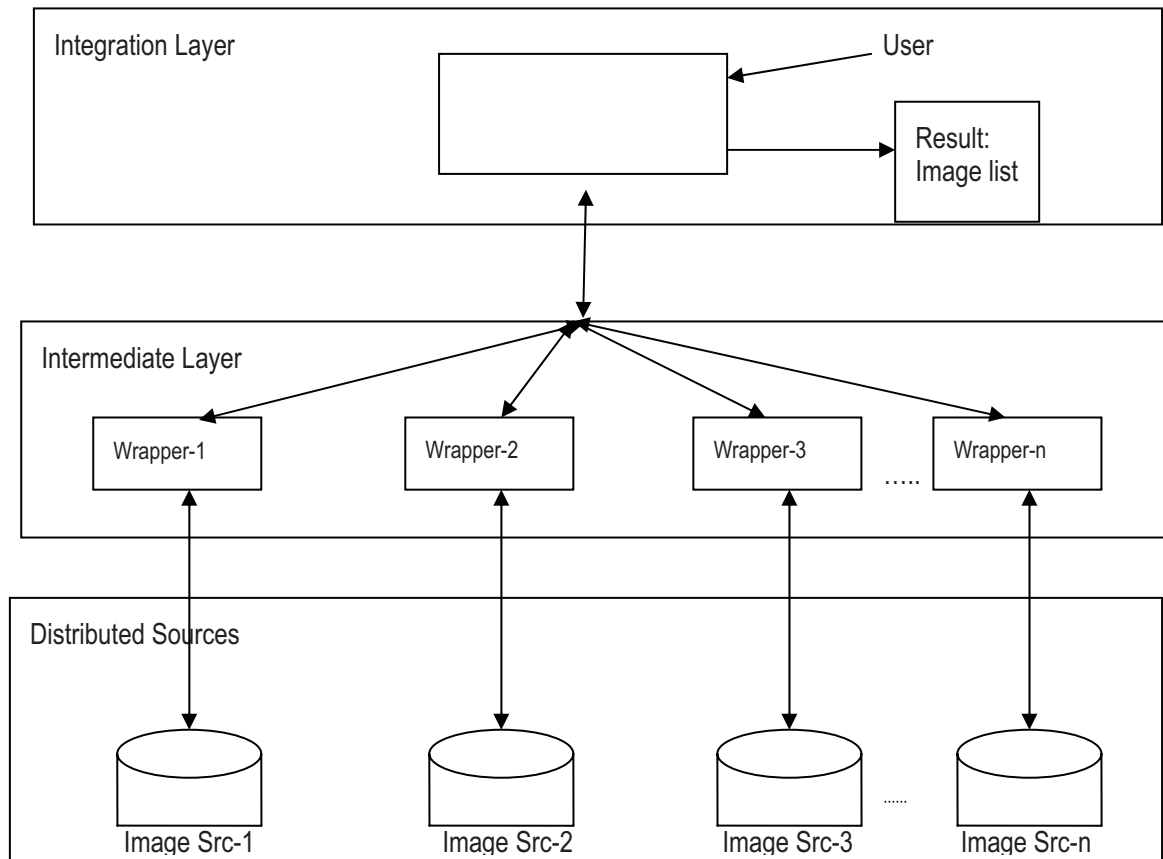 Integration Layer
User
Result:
Image list
Intermediate Layer
Wrapper-1
Wrapper-2
Wrapper-3
.....
Wrapper-n
Distributed Sources
......
Image Src-1
Image Src-2
Image Src-3
Image Src-n